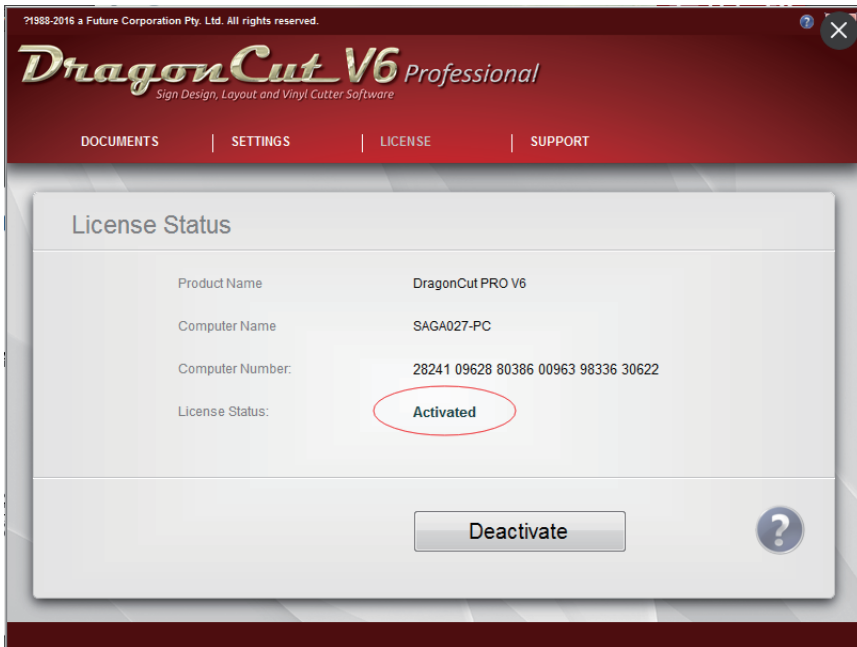 ?1988-2016 a Future Corporation Pty. Ltd. All rights reserved.
DragonCut V6 Professional
Sign Design, Layout and Vinyl Cutter Software
DOCUMENTS | SETTINGS | LICENSE | SUPPORT
License Status
Product Name DragonCut PRO V6
Computer Name SAGA027-PC
Computer Number: 28241 09628 80386 00963 98336 30622
License Status: Activated
Deactivate